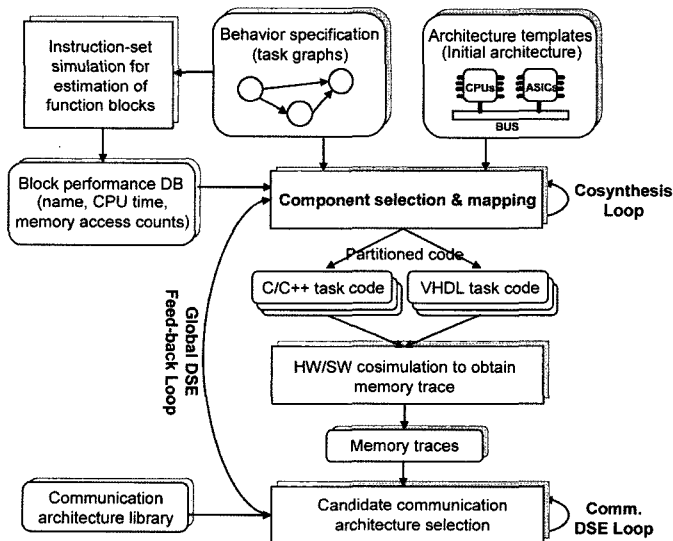 Instruction-set
simulation for
estimation of
function blocks
Behavior specification
(task graphs)
Architecture templates
(Initial architecture)
CPUs
ASICs
BUS
Block performance DB
(name, CPU time,
memory access counts)
Component selection & mapping
Cosynthesis
Loop
Partitioned code
C/C++ task code
VHDL task code
Global DSE
Feed-back Loop
HW/SW cosimulation to obtain
memory trace
Memory traces
Communication
architecture library
Candidate communication
architecture selection
Comm.
DSE Loop